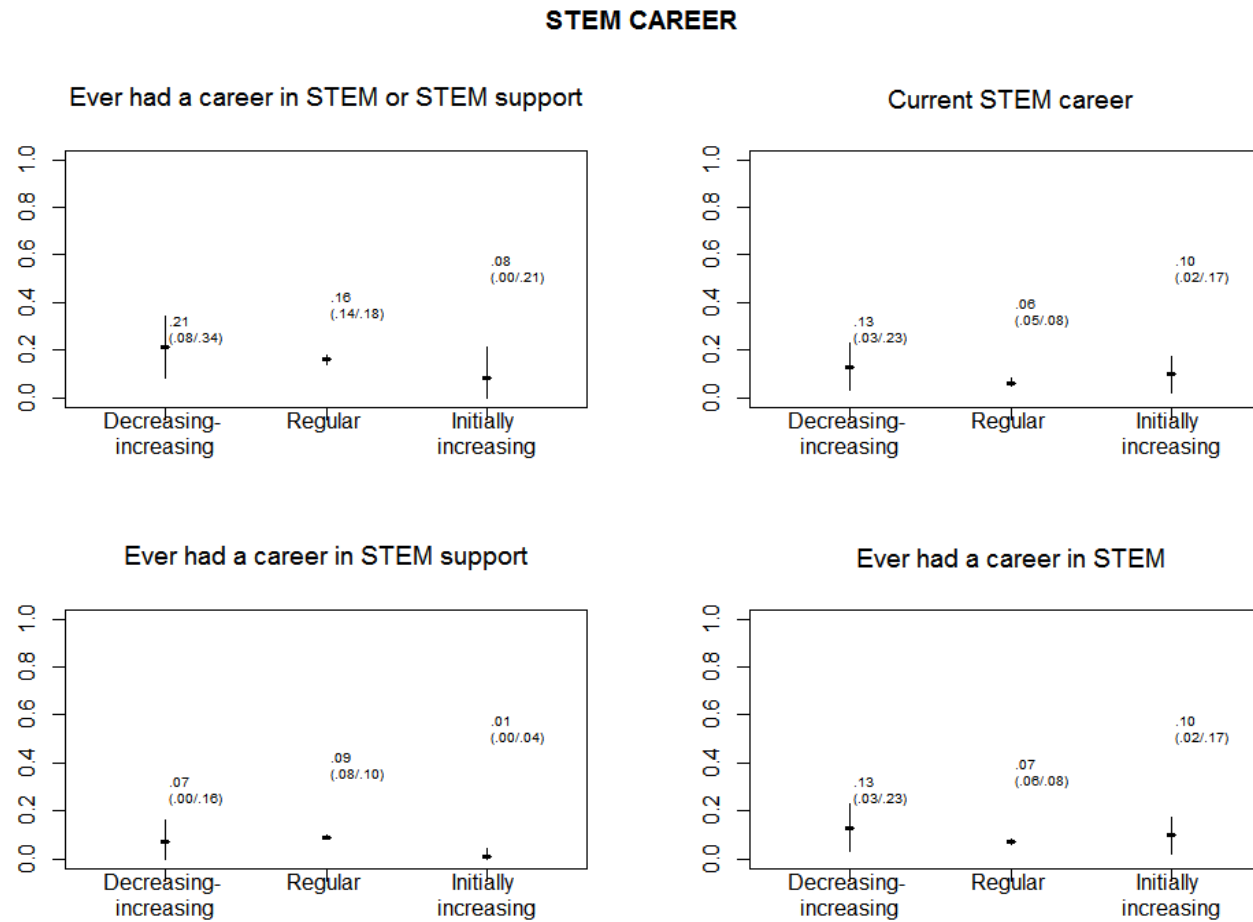 STEM CAREER
Ever had a career in STEM or STEM support
1.0
0.8
0.6
0.4
0.2
0.0
.21
(.08/.34)
.16
(.14/.18)
.08
(.00/.21)
Decreasing-
increasing
Regular
Initially
increasing
Current STEM career
1.0
0.8
0.6
0.4
0.2
0.0
.13
(.03/.23)
.06
(.05/.08)
.10
(.02/.17)
Decreasing-
increasing
Regular
Initially
increasing
Ever had a career in STEM support
1.0
0.8
0.6
0.4
0.2
0.0
.07
(.00/.16)
.09
(.08/.10)
.01
(.00/.04)
Decreasing-
increasing
Regular
Initially
increasing
Ever had a career in STEM
1.0
0.8
0.6
0.4
0.2
0.0
.13
(.03/.23)
.07
(.06/.08)
.10
(.02/.17)
Decreasing-
increasing
Regular
Initially
increasing